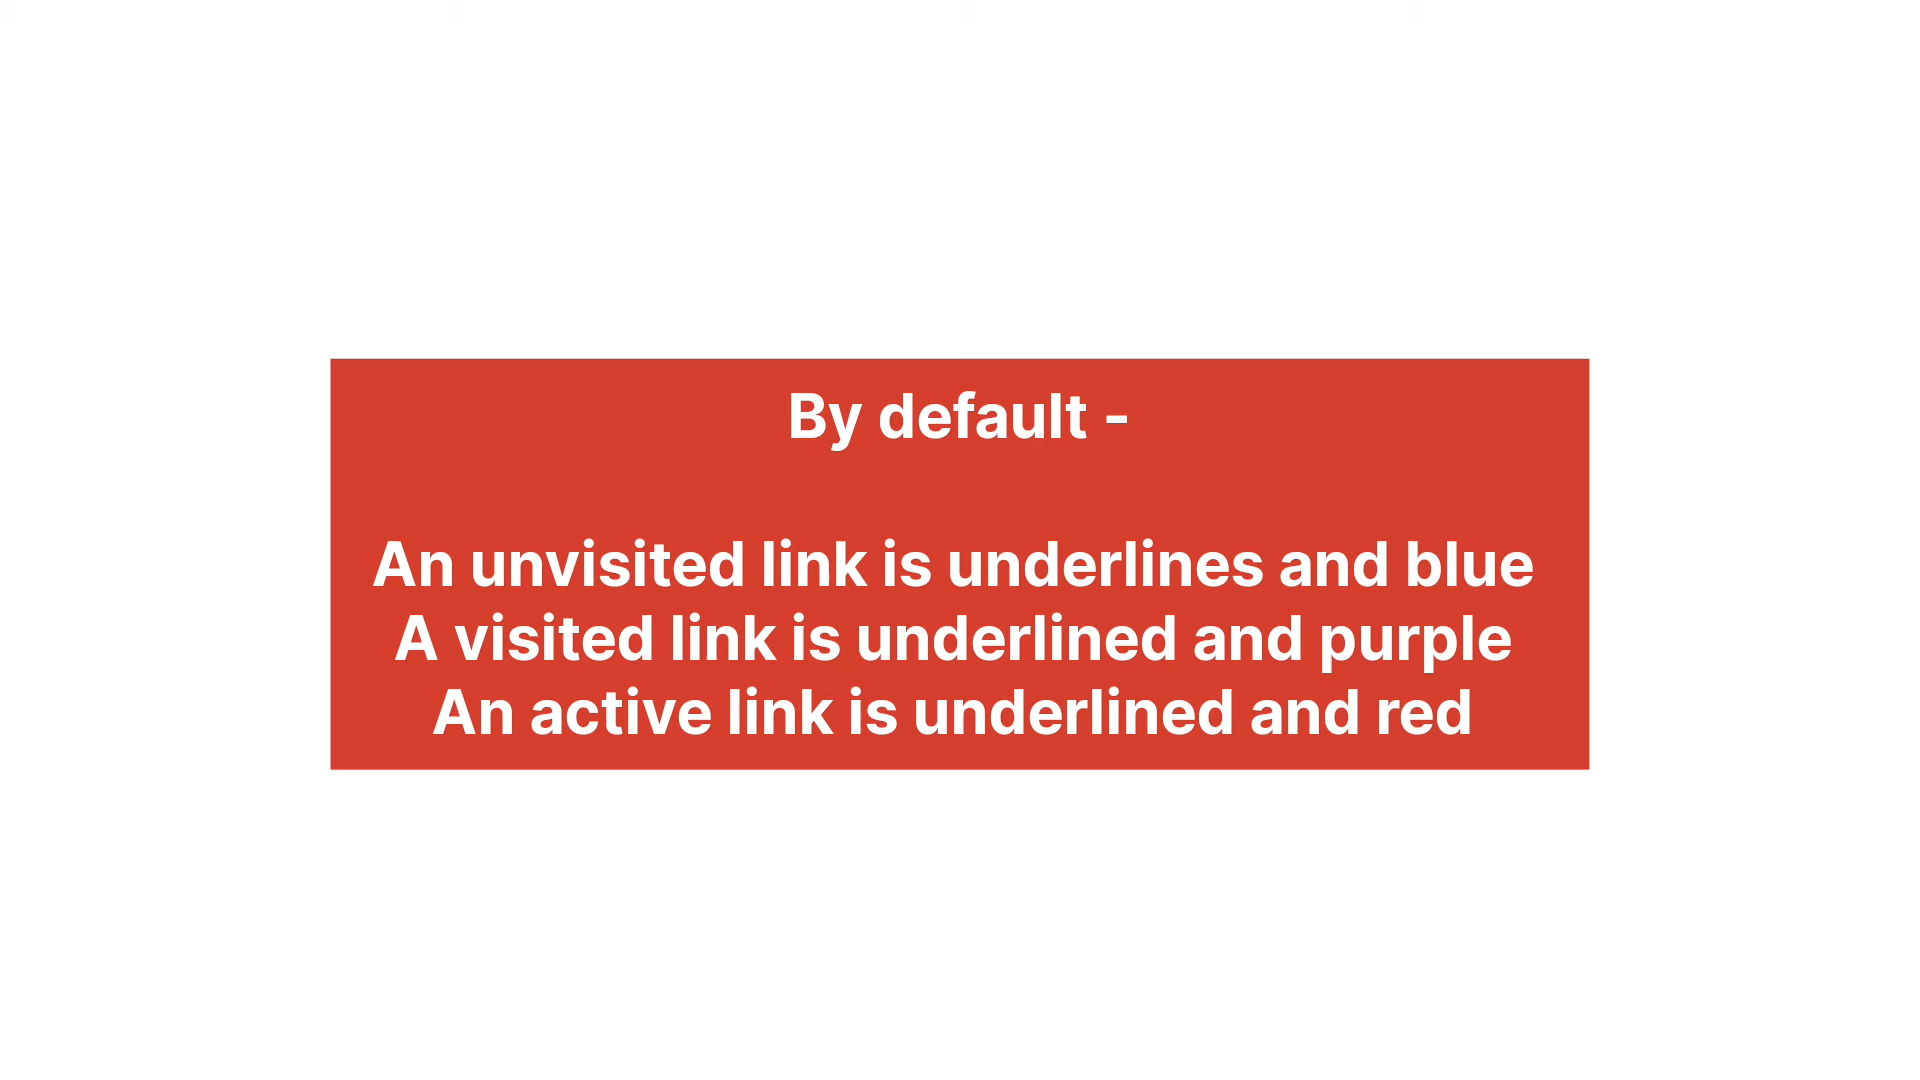 By default -
An unvisited link is underlines and blue
A visited link is underlined and purple
An active link is underlined and red